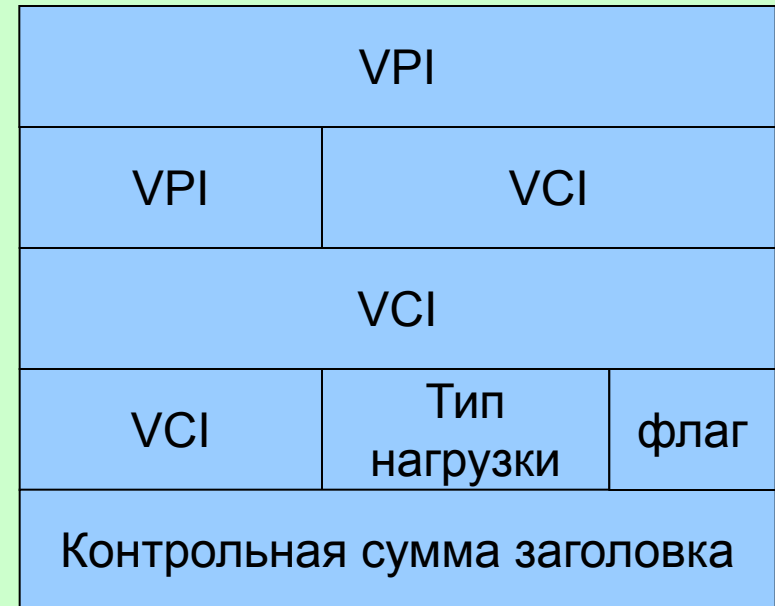 VPI
VPI VCI
VCI
VCI Тип нагрузки флаг
Контрольная сумма заголовка